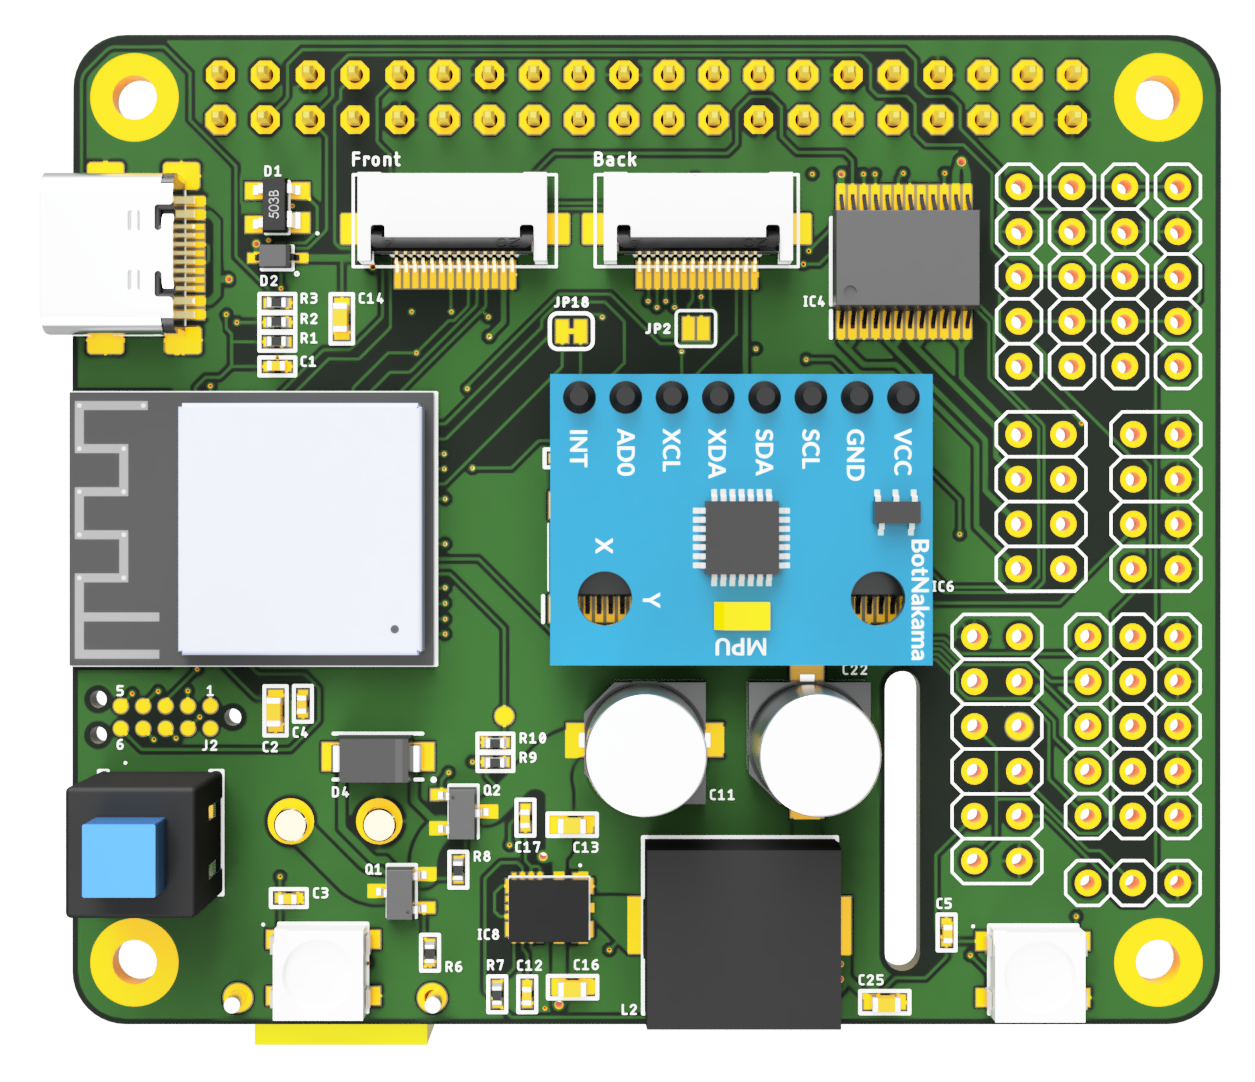 Front
Back
D1
503B
D2
R3
R2
R1
C1
C14
JP18
JP2
IC4
INT
AD0
XCL
XDA
SDA
SCL
GND
VCC
X
Y
MPU
BotNakama
IC6
5
1
6
J2
C2
C4
C22
C11
R10
R9
D4
Q2
C17
C13
Q1
R8
C3
IC8
R6
R7
C12
C16
L2
C5
C25